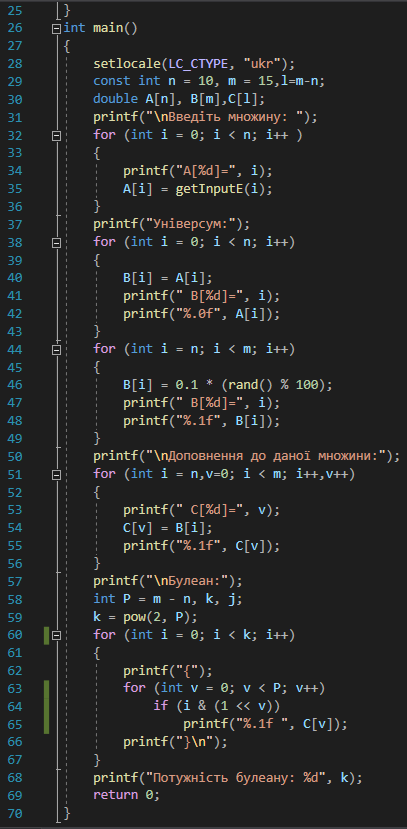 25 }
26 int main()
27 {
28 setlocale(LC_CTYPE, "ukr");
29 const int n = 10, m = 15,l=m-n;
30 double A[n], B[m],C[l];
31 printf("\nВведіть множину: ");
32 for (int i = 0; i < n; i++ )
33 {
34 printf("A[%d]=", i);
35 A[i] = getInputE(i);
36 }
37 printf("Універсум:");
38 for (int i = 0; i < n; i++)
39 {
40 B[i] = A[i];
41 printf(" B[%d]=", i);
42 printf("%.0f", A[i]);
43 }
44 for (int i = n; i < m; i++)
45 {
46 B[i] = 0.1 * (rand() % 100);
47 printf(" B[%d]=", i);
48 printf("%.1f", B[i]);
49 }
50 printf("\nДоповнення до даної множини:");
51 for (int i = n,v=0; i < m; i++,v++)
52 {
53 printf(" C[%d]=", v);
54 C[v] = B[i];
55 printf("%.1f", C[v]);
56 }
57 printf("\nБулеан:");
58 int P = m - n, k, j;
59 k = pow(2, P);
60 for (int i = 0; i < k; i++)
61 {
62 printf("{");
63 for (int v = 0; v < P; v++)
64 if (i & (1 << v))
65 printf("%.1f ", C[v]);
66 printf("}\n");
67 }
68 printf("Потужність булеану: %d", k);
69 return 0;
70 }